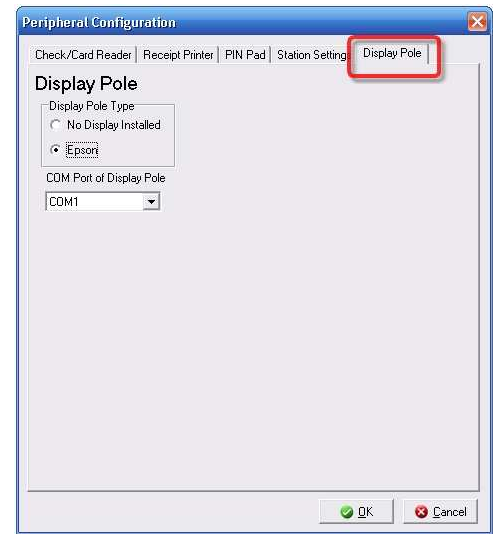 Peripheral Configuration
Check/Card Reader Receipt Printer PIN Pad Station Settings Display Pole
Display Pole
Display Pole Type
No Display Installed
Epson
COM Port of Display Pole
COM1
OK Cancel